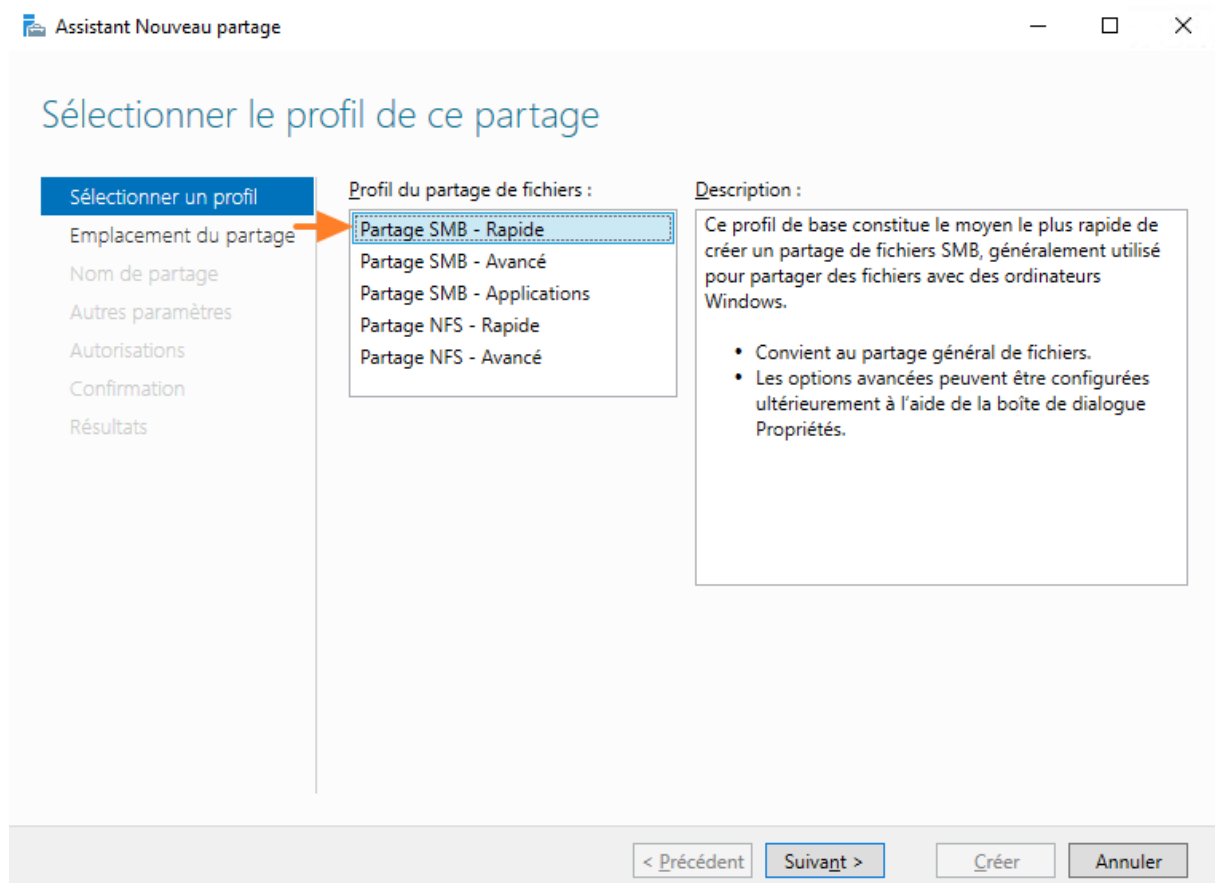 Assistant Nouveau partage
Sélectionner le profil de ce partage
Sélectionner un profil
Emplacement du partage
Nom de partage
Autres paramètres
Autorisations
Confirmation
Résultats
Profil du partage de fichiers :
Partage SMB - Rapide
Partage SMB - Avancé
Partage SMB - Applications
Partage NFS - Rapide
Partage NFS - Avancé
Description :
Ce profil de base constitue le moyen le plus rapide de
créer un partage de fichiers SMB, généralement utilisé
pour partager des fichiers avec des ordinateurs
Windows.
• Convient au partage général de fichiers.
• Les options avancées peuvent être configurées
ultérieurement à l'aide de la boîte de dialogue
Propriétés.
< Précédent
Suivant >
Créer
Annuler